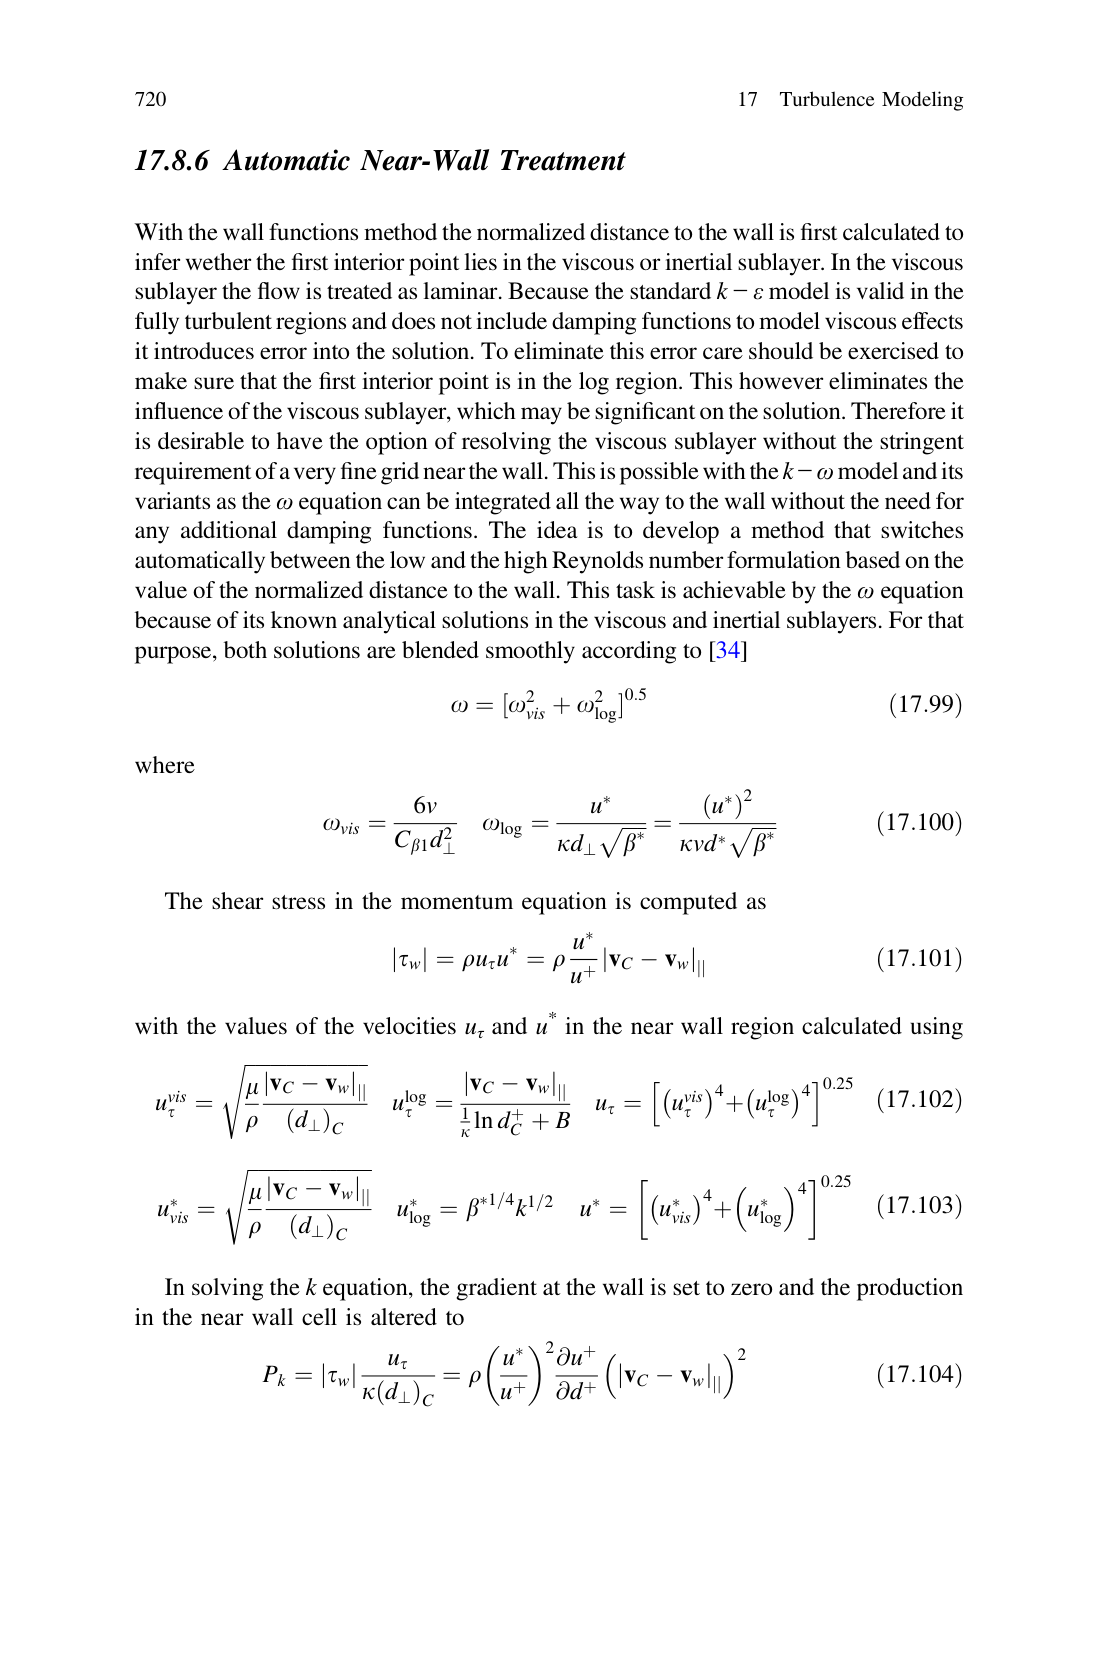 720 17 Turbulence Modeling
17.8.6 Automatic Near-Wall Treatment
With the wall functions method the normalized distance to the wall is first calculated to
infer wether the first interior point lies in the viscous or inertial sublayer. In the viscous
sublayer the flow is treated as laminar. Because the standard k − ε model is valid in the
fully turbulent regions and does not include damping functions to model viscous effects
it introduces error into the solution. To eliminate this error care should be exercised to
make sure that the first interior point is in the log region. This however eliminates the
influence of the viscous sublayer, which may be significant on the solution. Therefore it
is desirable to have the option of resolving the viscous sublayer without the stringent
requirement of a very fine grid near the wall. This is possible with the k − ω model and its
variants as the ω equation can be integrated all the way to the wall without the need for
any additional damping functions. The idea is to develop a method that switches
automatically between the low and the high Reynolds number formulation based on the
value of the normalized distance to the wall. This task is achievable by the ω equation
because of its known analytical solutions in the viscous and inertial sublayers. For that
purpose, both solutions are blended smoothly according to [34]
\omega = [\omega_{vis}^2 + \omega_{\log}^2]^{0.5} (17.99)
where
\omega_{vis} = \frac{6\nu}{C_{\beta 1} d_\perp^2} \quad \omega_{\log} = \frac{u^*}{\kappa d_\perp \sqrt{\beta^*}} = \frac{(u^*)^2}{\kappa \nu d^* \sqrt{\beta^*}} (17.100)
The shear stress in the momentum equation is computed as
|\tau_w| = \rho u_\tau u^* = \rho \frac{u^*}{u^+} |\mathbf{v}_C - \mathbf{v}_w|_{||} (17.101)
with the values of the velocities u_τ and u^* in the near wall region calculated using
u_\tau^{vis} = \sqrt{\frac{\mu}{\rho} \frac{|\mathbf{v}_C - \mathbf{v}_w|_{||}}{(d_\perp)_C}} \quad u_\tau^{\log} = \frac{|\mathbf{v}_C - \mathbf{v}_w|_{||}}{\frac{1}{\kappa} \ln d_C^+ + B} \quad u_\tau = \left[ (u_\tau^{vis})^4 + (u_\tau^{\log})^4 \right]^{0.25} (17.102)
u_{vis}^* = \sqrt{\frac{\mu}{\rho} \frac{|\mathbf{v}_C - \mathbf{v}_w|_{||}}{(d_\perp)_C}} \quad u_{\log}^* = \beta^{*1/4} k^{1/2} \quad u^* = \left[ (u_{vis}^*)^4 + (u_{\log}^*)^4 \right]^{0.25} (17.103)
In solving the k equation, the gradient at the wall is set to zero and the production
in the near wall cell is altered to
P_k = |\tau_w| \frac{u_\tau}{\kappa (d_\perp)_C} = \rho \left( \frac{u^*}{u^+} \right)^2 \frac{\partial u^+}{\partial d^+} \left( |\mathbf{v}_C - \mathbf{v}_w|_{||} \right)^2 (17.104)